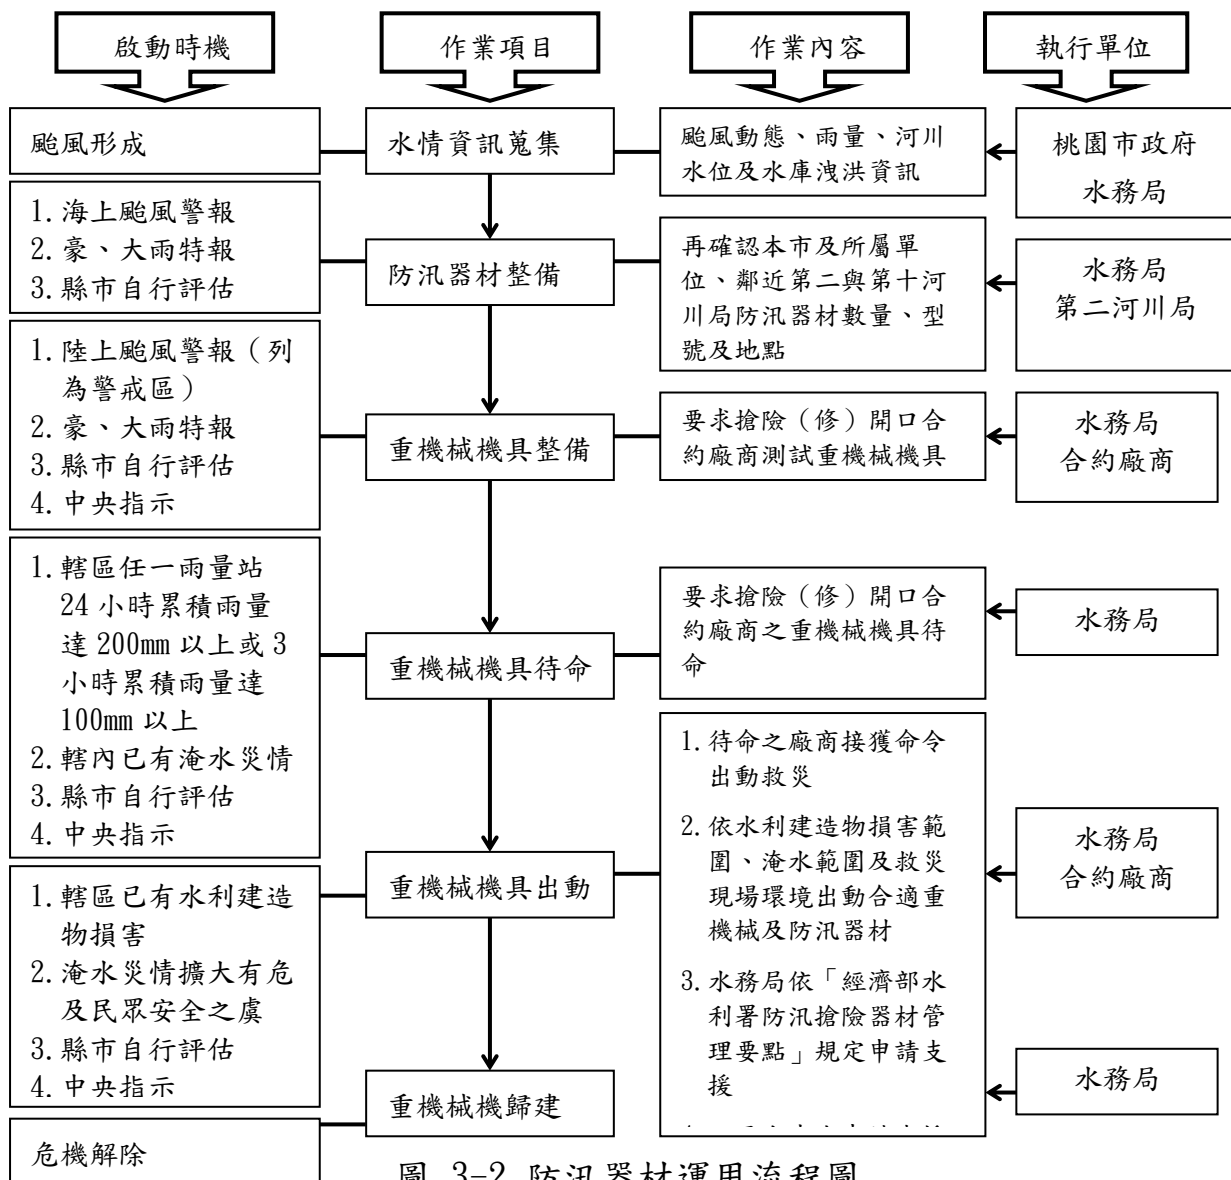 啟動時機
作業項目
作業內容
執行單位
颱風形成
水情資訊蒐集
颱風動態、雨量、河川
水位及水庫洩洪資訊
桃園市政府
水務局
1.海上颱風警報
2.豪、大雨特報
3.縣市自行評估
防汛器材整備
再確認本市及所屬單
位、鄰近第二與第十河
川局防汛器材數量、型
號及地點
水務局
第二河川局
1.陸上颱風警報（列
為警戒區）
2.豪、大雨特報
3.縣市自行評估
4.中央指示
重機械機具整備
要求搶險（修）開口合
約廠商測試重機械機具
水務局
合約廠商
1.轄區任一雨量站
24 小時累積雨量
達 200mm 以上或 3
小時累積雨量達
100mm 以上
2.轄內已有淹水災情
3.縣市自行評估
4.中央指示
重機械機具待命
要求搶險（修）開口合
約廠商之重機械機具待
命
水務局
1.轄區已有水利建造
物損害
2.淹水災情擴大有危
及民眾安全之虞
3.縣市自行評估
4.中央指示
重機械機具出動
1.待命之廠商接獲命令
出動救災
2.依水利建造物損害範
圍、淹水範圍及救災
現場環境出動合適重
機械及防汛器材
3.水務局依「經濟部水
利署防汛搶險器材管
理要點」規定申請支
援
水務局
合約廠商
危機解除
重機械機歸建
水務局
圖 3-2 防汛器材運用流程圖